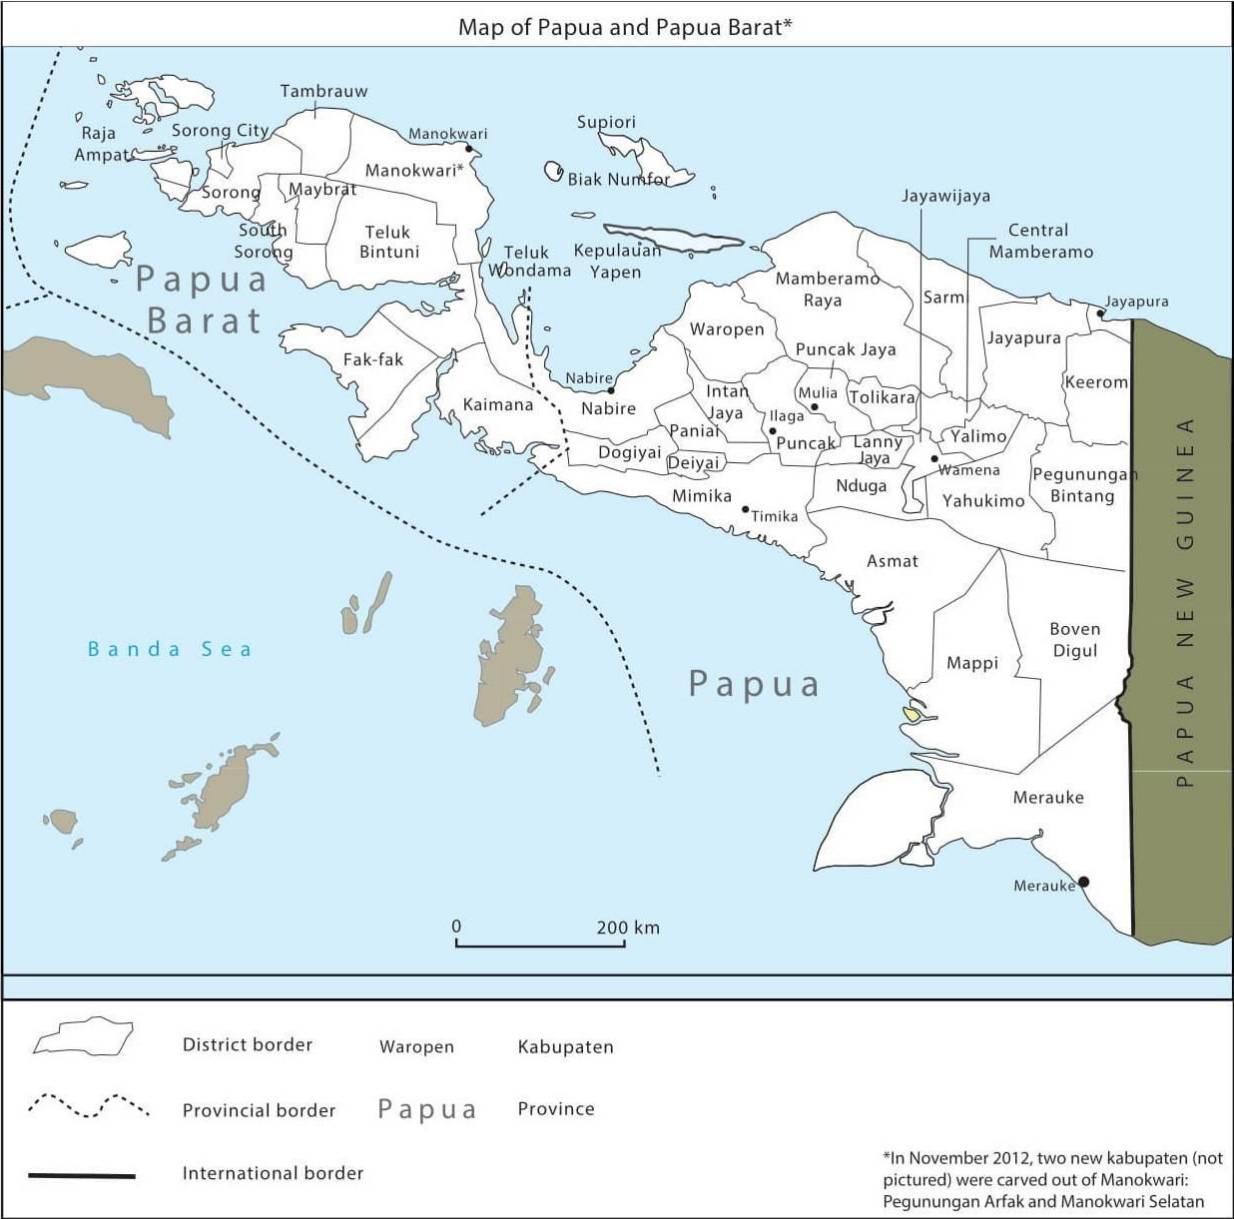 Map of Papua and Papua Barat*
Tambrauw
Raja
Ampat
Sorong City
Manokwari
Supiori
Manokwari*
Biak Numfor
Sorong
Maybrat
Jayawijaya
South
Sorong
Teluk
Bintuni
Teluk
Wondama
Kepulauan
Yapen
Central
Mamberamo
Papua
Barat
Mamberamo
Raya
Sarmi
Jayapura
Waropen
Jayapura
Fak-fak
Puncak Jaya
Keerom
Nabire
Kaimana
Nabire
Intan
Jaya
Mulia
Tolikara
Ilaga
Paniai
Puncak
Lanny
Jaya
Yalimo
Dogiyai
Deiyai
Wamena
Pegunungan
Bintang
Mimika
Nduga
Yahukimo
Timika
PAPUA NEW GUINEA
Asmat
Banda Sea
Boven
Digul
Mappi
Papua
Merauke
Merauke
0 200 km
District border Waropen Kabupaten
Provincial border Papua Province
International border
*In November 2012, two new kabupaten (not
pictured) were carved out of Manokwari:
Pegunungan Arfak and Manokwari Selatan